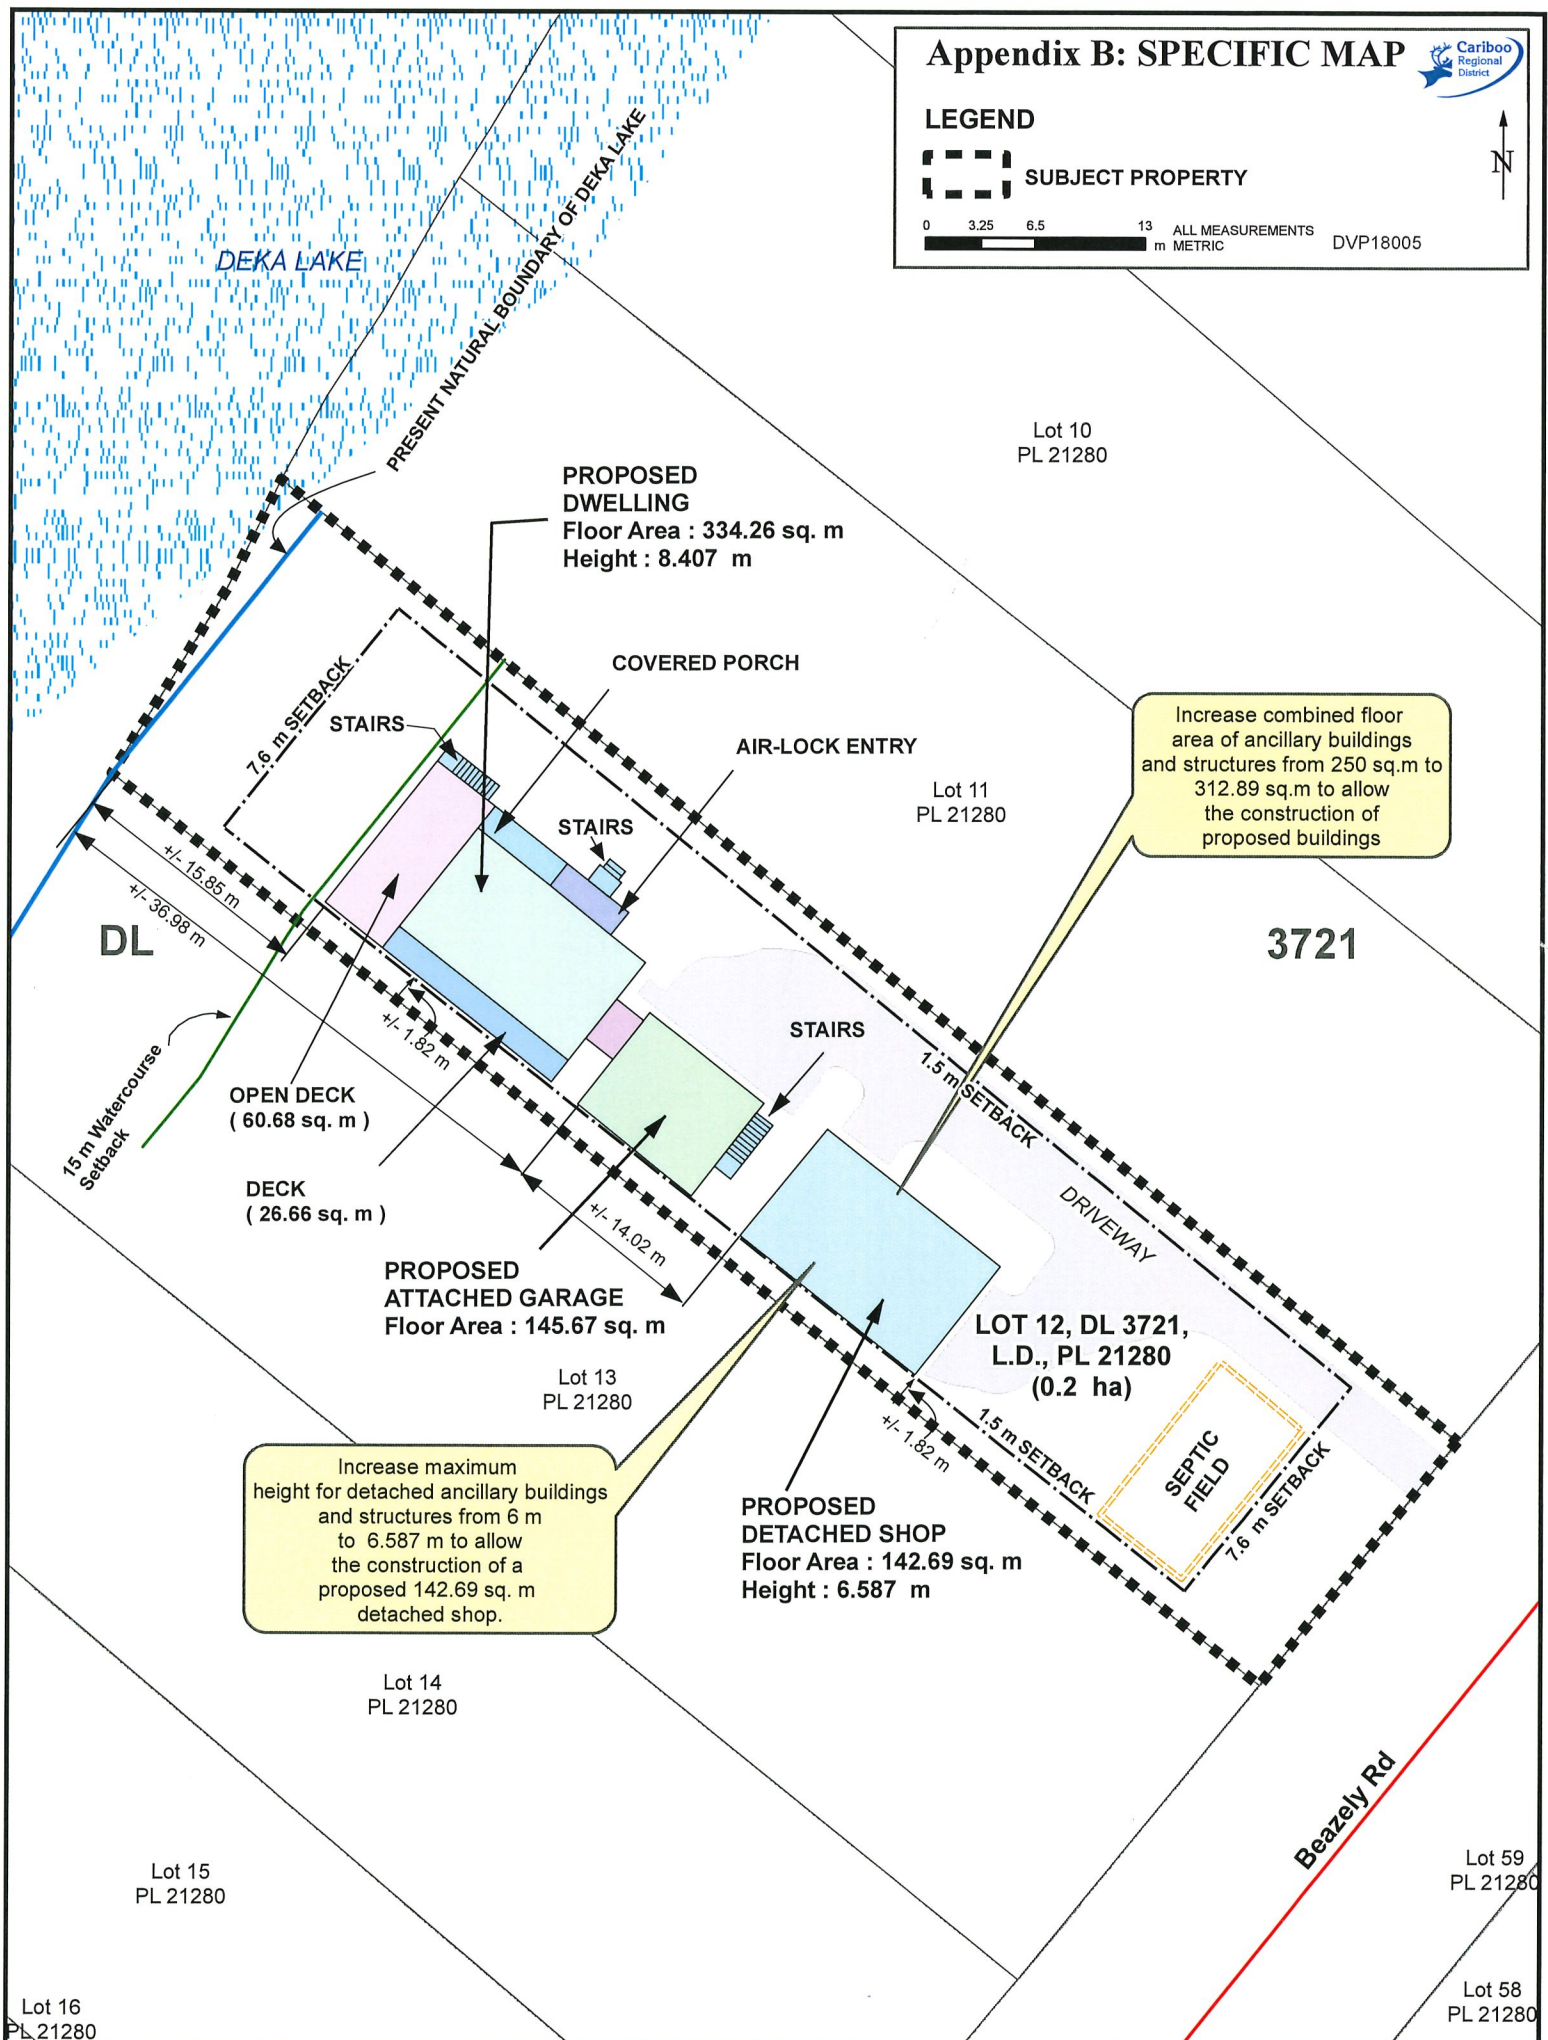 Appendix B: SPECIFIC MAP
Cariboo
Regional
District
LEGEND
SUBJECT PROPERTY
N
0 3.25 6.5 13
m
ALL MEASUREMENTS
METRIC
DVP18005
DEKA LAKE
PRESENT NATURAL BOUNDARY OF DEKA LAKE
Lot 10
PL 21280
PROPOSED
DWELLING
Floor Area : 334.26 sq. m
Height : 8.407 m
COVERED PORCH
7.6 m SETBACK
STAIRS
AIR-LOCK ENTRY
Increase combined floor
area of ancillary buildings
and structures from 250 sq.m to
312.89 sq.m to allow
the construction of
proposed buildings
Lot 11
PL 21280
STAIRS
+/- 15.85 m
+/- 36.98 m
DL
3721
+/- 1.82 m
STAIRS
1.5 m SETBACK
15 m Watercourse
Setback
OPEN DECK
( 60.68 sq. m )
DECK
( 26.66 sq. m )
DRIVEWAY
+/- 14.02 m
PROPOSED
ATTACHED GARAGE
Floor Area : 145.67 sq. m
LOT 12, DL 3721,
L.D., PL 21280
(0.2 ha)
Lot 13
PL 21280
+/- 1.82 m
1.5 m SETBACK
SEPTIC
FIELD
7.6 m SETBACK
Increase maximum
height for detached ancillary buildings
and structures from 6 m
to 6.587 m to allow
the construction of a
proposed 142.69 sq. m
detached shop.
PROPOSED
DETACHED SHOP
Floor Area : 142.69 sq. m
Height : 6.587 m
Lot 14
PL 21280
Beazely Rd
Lot 15
PL 21280
Lot 59
PL 21280
Lot 16
PL 21280
Lot 58
PL 21280